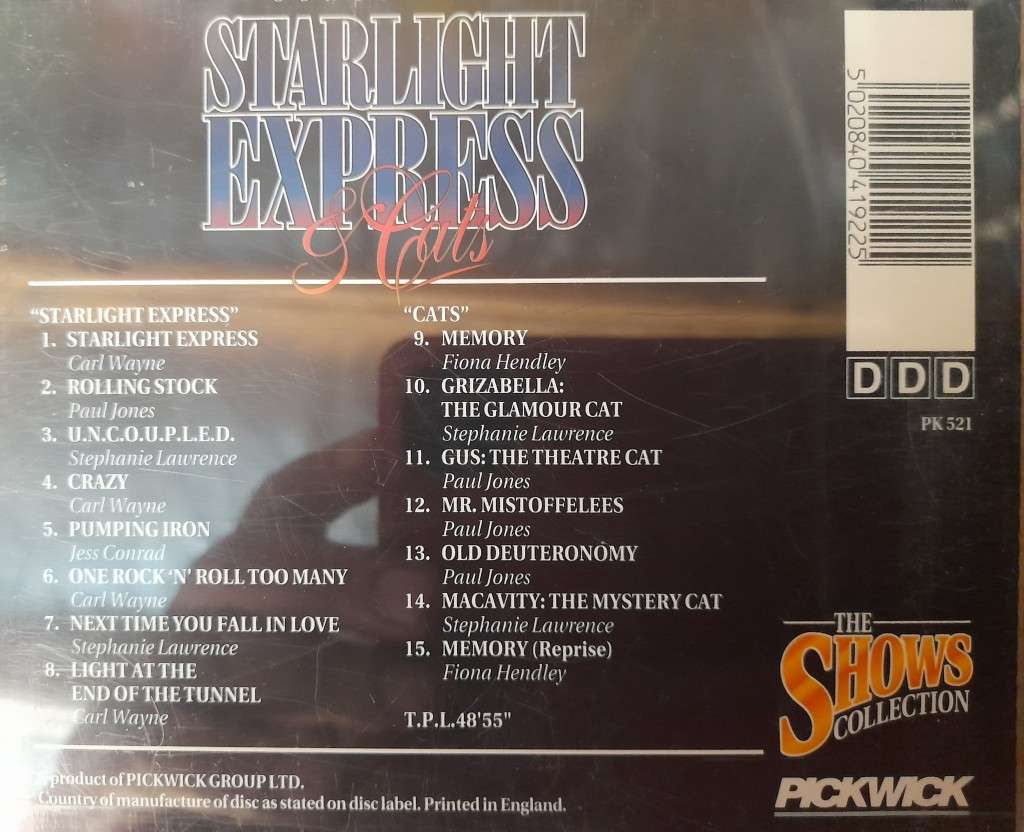 STARLIGHT
EXPRESS
& Cats
"STARLIGHT EXPRESS"
1. STARLIGHT EXPRESS
Carl Wayne
2. ROLLING STOCK
Paul Jones
3. U.N.C.O.U.P.L.E.D.
Stephanie Lawrence
4. CRAZY
Carl Wayne
5. PUMPING IRON
Jess Conrad
6. ONE ROCK 'N' ROLL TOO MANY
Carl Wayne
7. NEXT TIME YOU FALL IN LOVE
Stephanie Lawrence
8. LIGHT AT THE
END OF THE TUNNEL
Carl Wayne
"CATS"
9. MEMORY
Fiona Hendley
10. GRIZABELLA:
THE GLAMOUR CAT
Stephanie Lawrence
11. GUS: THE THEATRE CAT
Paul Jones
12. MR. MISTOFFELEES
Paul Jones
13. OLD DEUTERONOMY
Paul Jones
14. MACAVITY: THE MYSTERY CAT
Stephanie Lawrence
15. MEMORY (Reprise)
Fiona Hendley
T.P.L.48'55"
A product of PICKWICK GROUP LTD.
Country of manufacture of disc as stated on disc label. Printed in England.
5 020840 419225
DDD
PK 521
THE
SHOWS
COLLECTION
PICKWICK